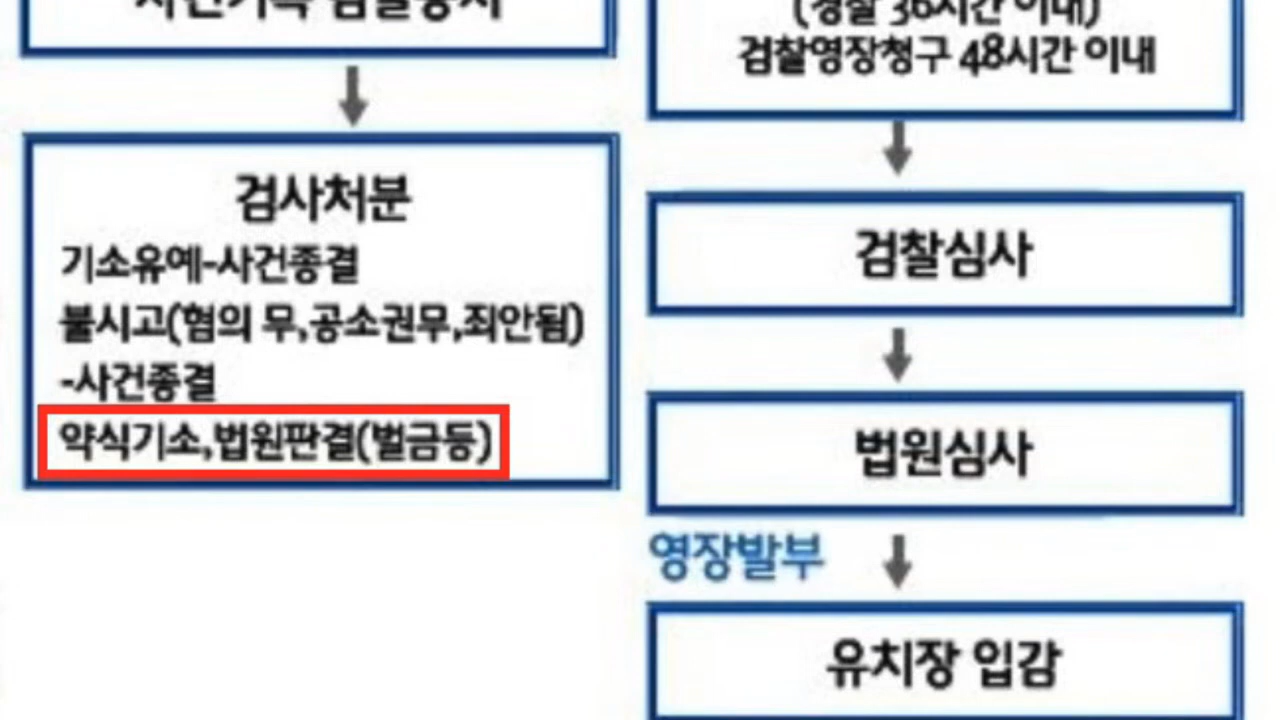 검찰영장청구 48시간 이내
검사처분
기소유예-사건종결
불시고(혐의 무,공소권무,죄안됨)
-사건종결
약식기소,법원판결(벌금등)
검찰심사
법원심사
영장발부
유치장 입감